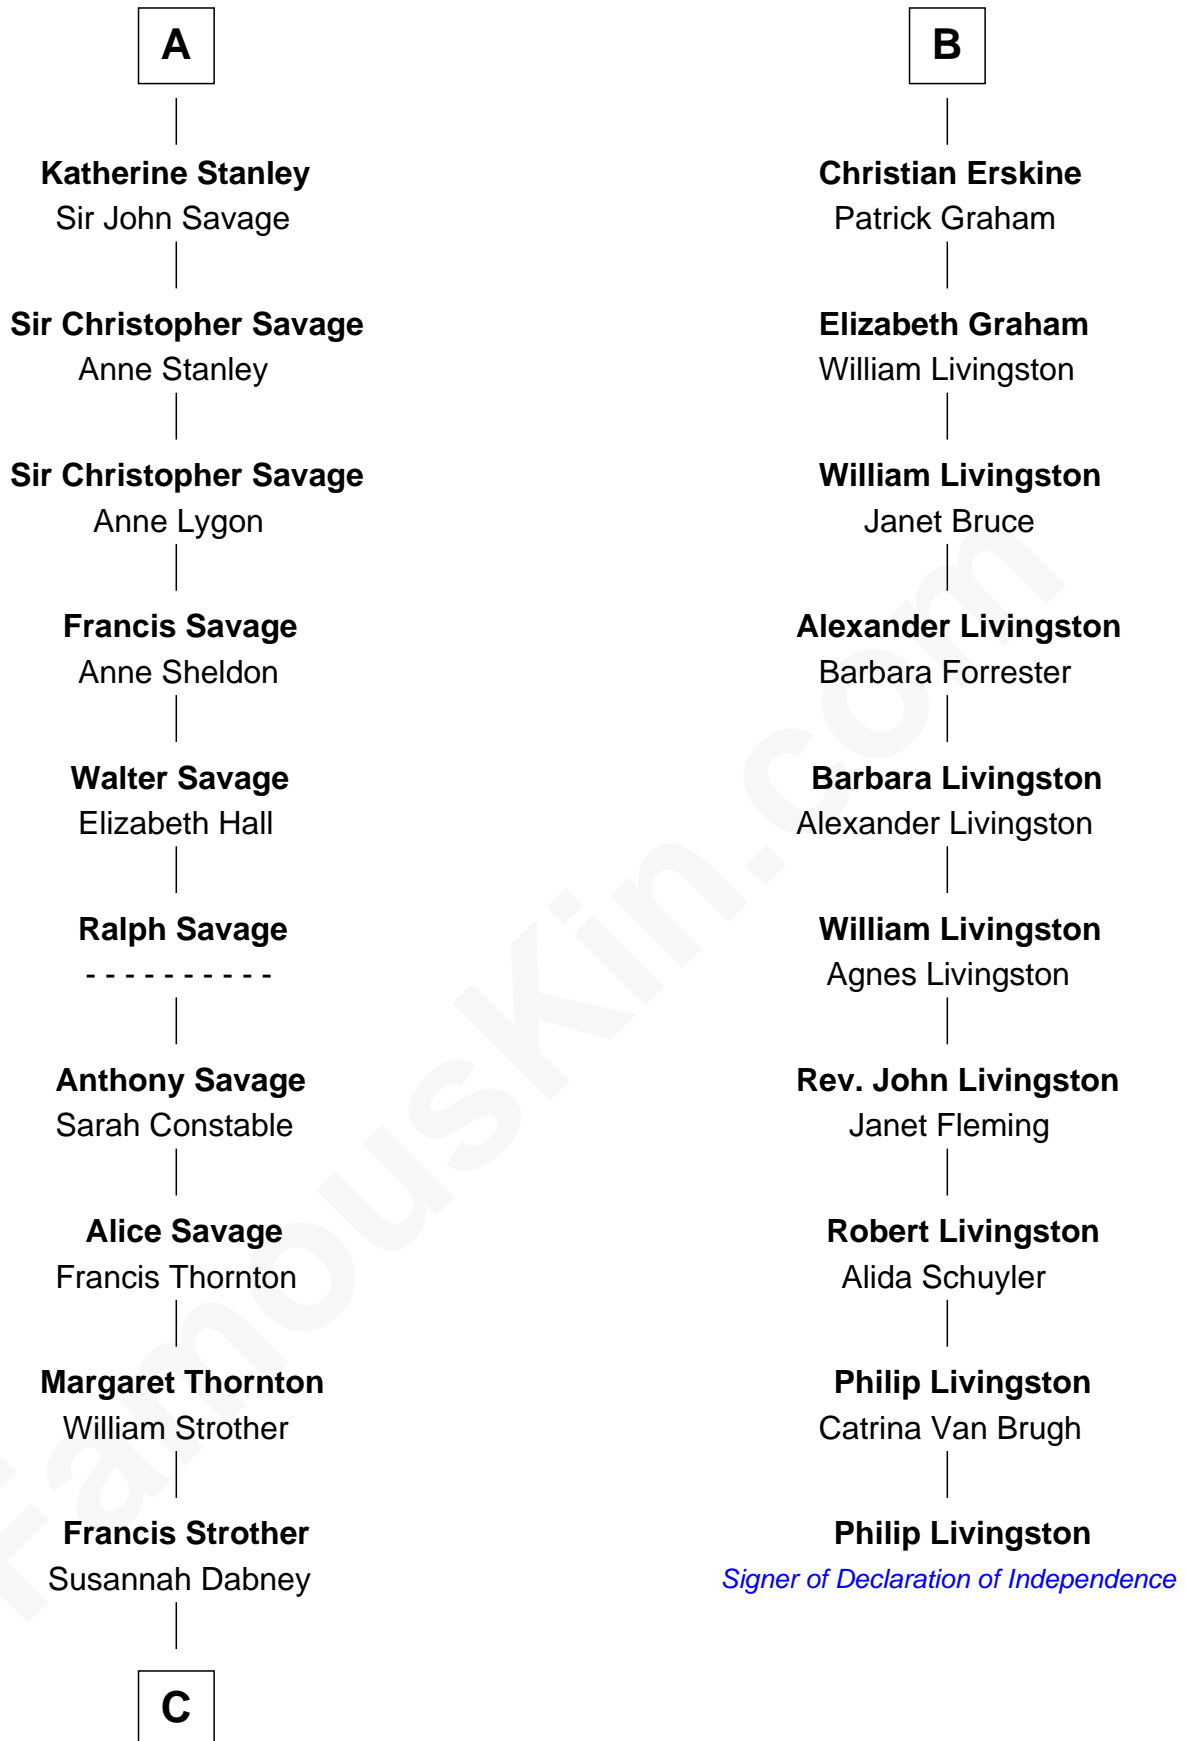 A
Katherine Stanley
Sir John Savage
Sir Christopher Savage
Anne Stanley
Sir Christopher Savage
Anne Lygon
Francis Savage
Anne Sheldon
Walter Savage
Elizabeth Hall
Ralph Savage
- - - - - - - - - -
Anthony Savage
Sarah Constable
Alice Savage
Francis Thornton
Margaret Thornton
William Strother
Francis Strother
Susannah Dabney
C
B
Christian Erskine
Patrick Graham
Elizabeth Graham
William Livingston
William Livingston
Janet Bruce
Alexander Livingston
Barbara Forrester
Barbara Livingston
Alexander Livingston
William Livingston
Agnes Livingston
Rev. John Livingston
Janet Fleming
Robert Livingston
Alida Schuyler
Philip Livingston
Catrina Van Brugh
Philip Livingston
Signer of Declaration of Independence
FamousKin.com